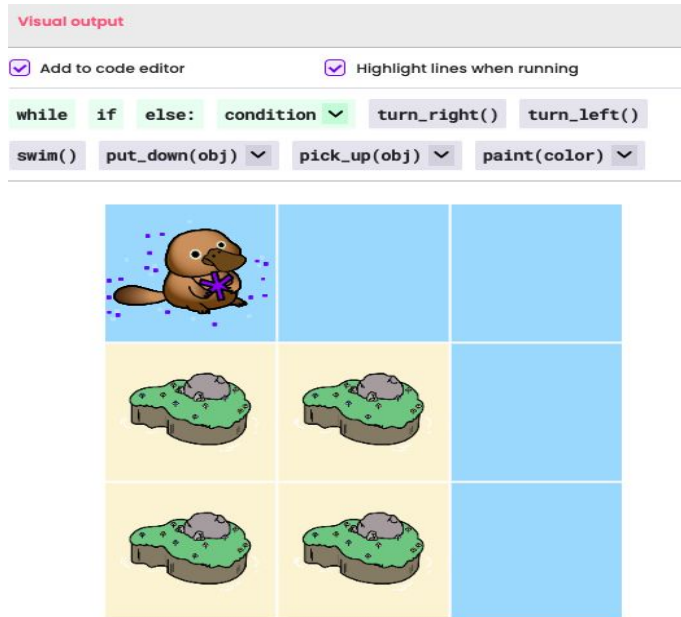 Visual output
Add to code editor Highlight lines when running
while if else: condition turn_right() turn_left()
swim() put_down(obj) pick_up(obj) paint(color)